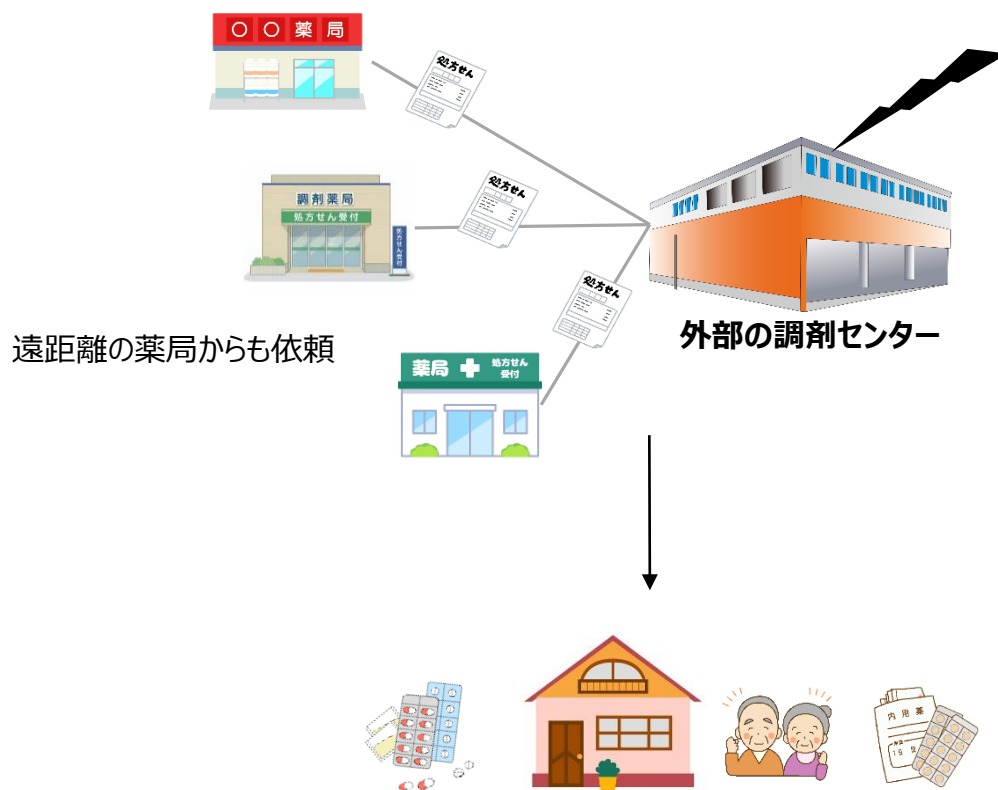 〇〇薬局
処方せん
調剤薬局
処方せん受付
処方せん受付
処方せん
処方せん
外部の調剤センター
遠距離の薬局からも依頼
薬局
処方せん
受付
内用薬